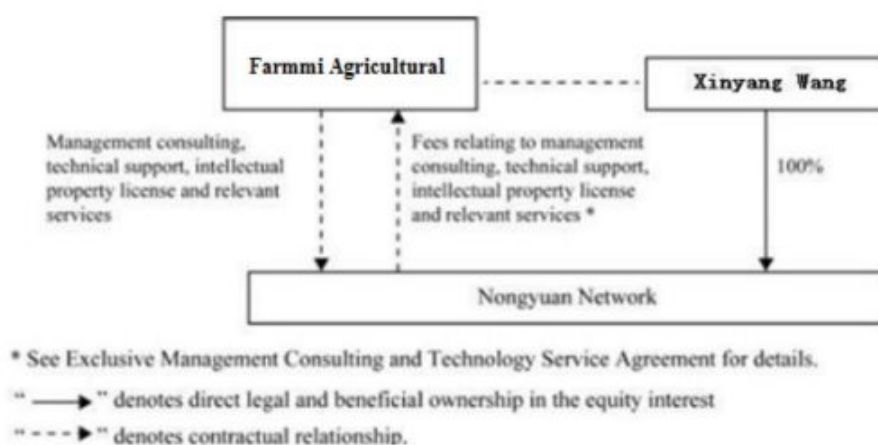 Farmmi Agricultural
Xinyang Wang
Management consulting,
technical support, intellectual
property license and relevant
services
Fees relating to management
consulting, technical support,
intellectual property license
and relevant services *
100%
Nongyuan Network
* See Exclusive Management Consulting and Technology Service Agreement for details.
“ ” denotes direct legal and beneficial ownership in the equity interest
“ ” denotes contractual relationship.